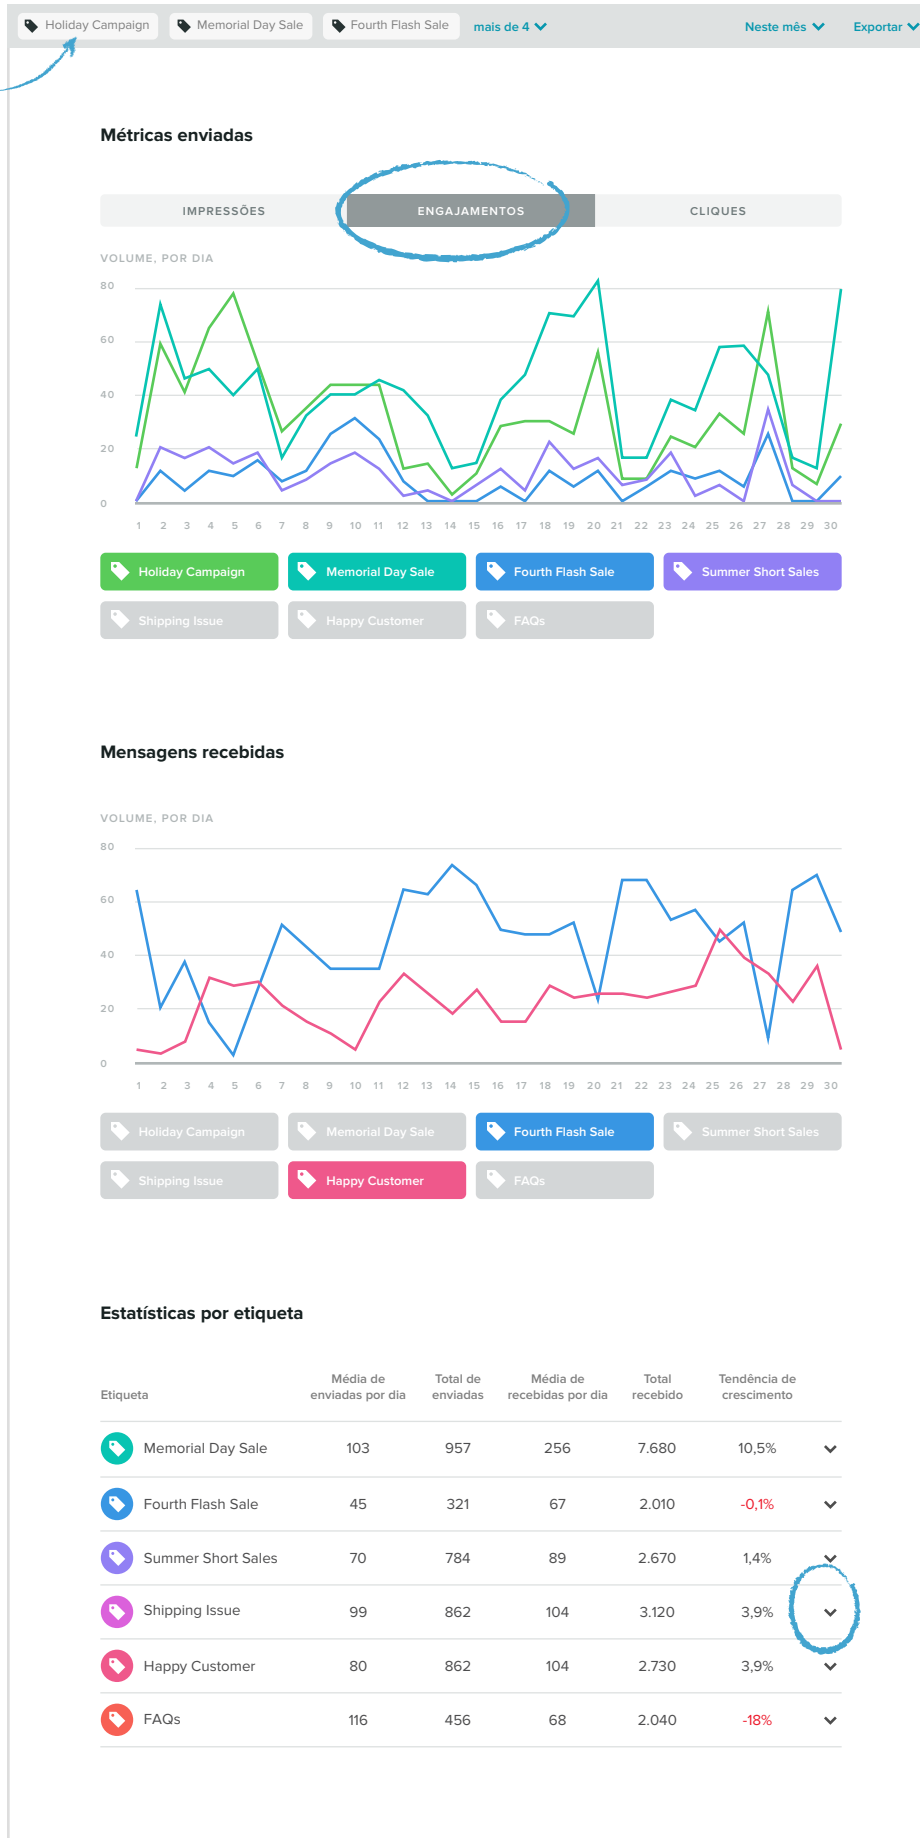 Holiday Campaign Memorial Day Sale Fourth Flash Sale mais de 4 Neste mês Exportar
Métricas enviadas
IMPRESSÕES ENGAJAMENTOS CLIQUES
VOLUME, POR DIA
80
60
40
20
0
1 2 3 4 5 6 7 8 9 10 11 12 13 14 15 16 17 18 19 20 21 22 23 24 25 26 27 28 29 30
Holiday Campaign Memorial Day Sale Fourth Flash Sale Summer Short Sales
Shipping Issue Happy Customer FAQs
Mensagens recebidas
VOLUME, POR DIA
80
60
40
20
0
1 2 3 4 5 6 7 8 9 10 11 12 13 14 15 16 17 18 19 20 21 22 23 24 25 26 27 28 29 30
Holiday Campaign Memorial Day Sale Fourth Flash Sale Summer Short Sales
Shipping Issue Happy Customer FAQs
Estatísticas por etiqueta
Média de Total de Média de Total Tendência de
Etiqueta enviadas por dia enviadas recebidas por dia recebido crescimento
Memorial Day Sale 103 957 256 7.680 10,5%
Fourth Flash Sale 45 321 67 2.010 -0,1%
Summer Short Sales 70 784 89 2.670 1,4%
Shipping Issue 99 862 104 3.120 3,9%
Happy Customer 80 862 104 2.730 3,9%
FAQs 116 456 68 2.040 -18%